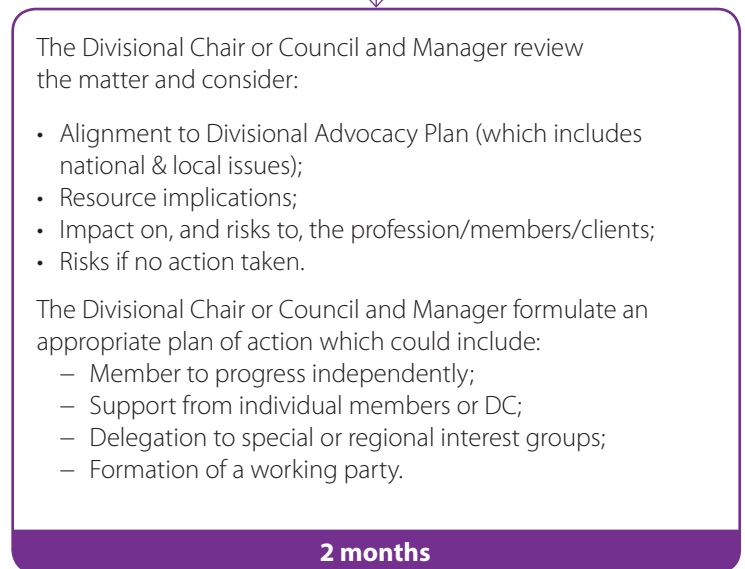 The Divisional Chair or Council and Manager review
the matter and consider:
• Alignment to Divisional Advocacy Plan (which includes
national & local issues);
• Resource implications;
• Impact on, and risks to, the profession/members/clients;
• Risks if no action taken.
The Divisional Chair or Council and Manager formulate an
appropriate plan of action which could include:
– Member to progress independently;
– Support from individual members or DC;
– Delegation to special or regional interest groups;
– Formation of a working party.
2 months